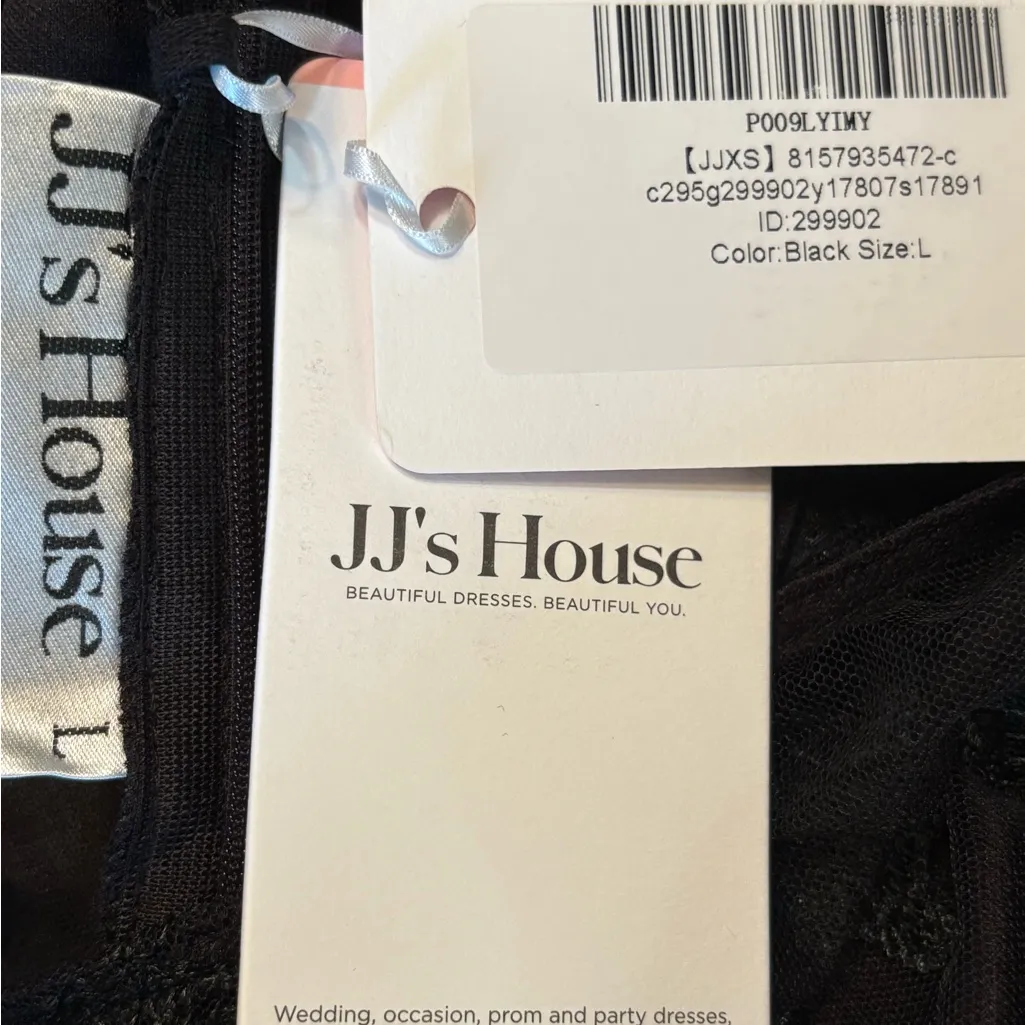 P009LYIMY
【JJXS】8157935472-c
c295g299902y17807s17891
ID:299902
Color:Black Size:L
JJ's House
L
JJ's House
BEAUTIFUL DRESSES. BEAUTIFUL YOU.
Wedding, occasion, prom and party dresses,